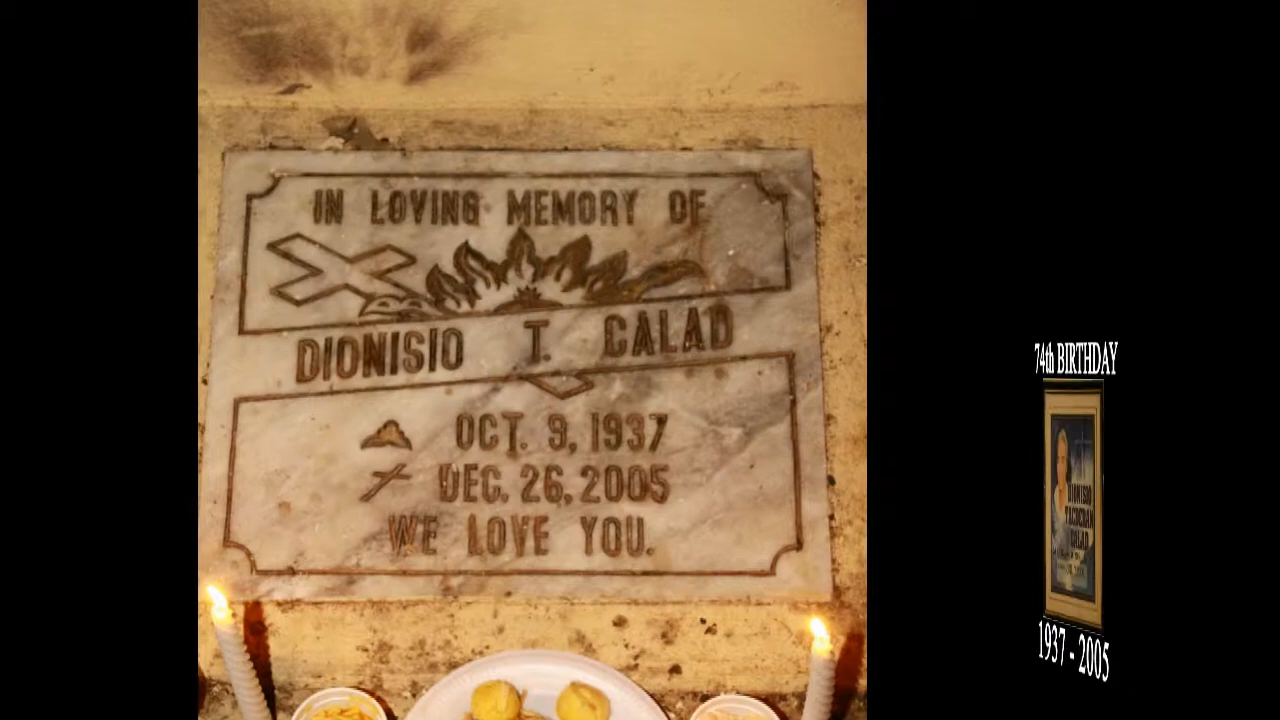 IN LOVING MEMORY OF
DIONISIO T. CALAD
OCT. 9, 1937
DEC. 26, 2005
WE LOVE YOU.
74th BIRTHDAY
DIONISIO
CALAD
1937 - 2005